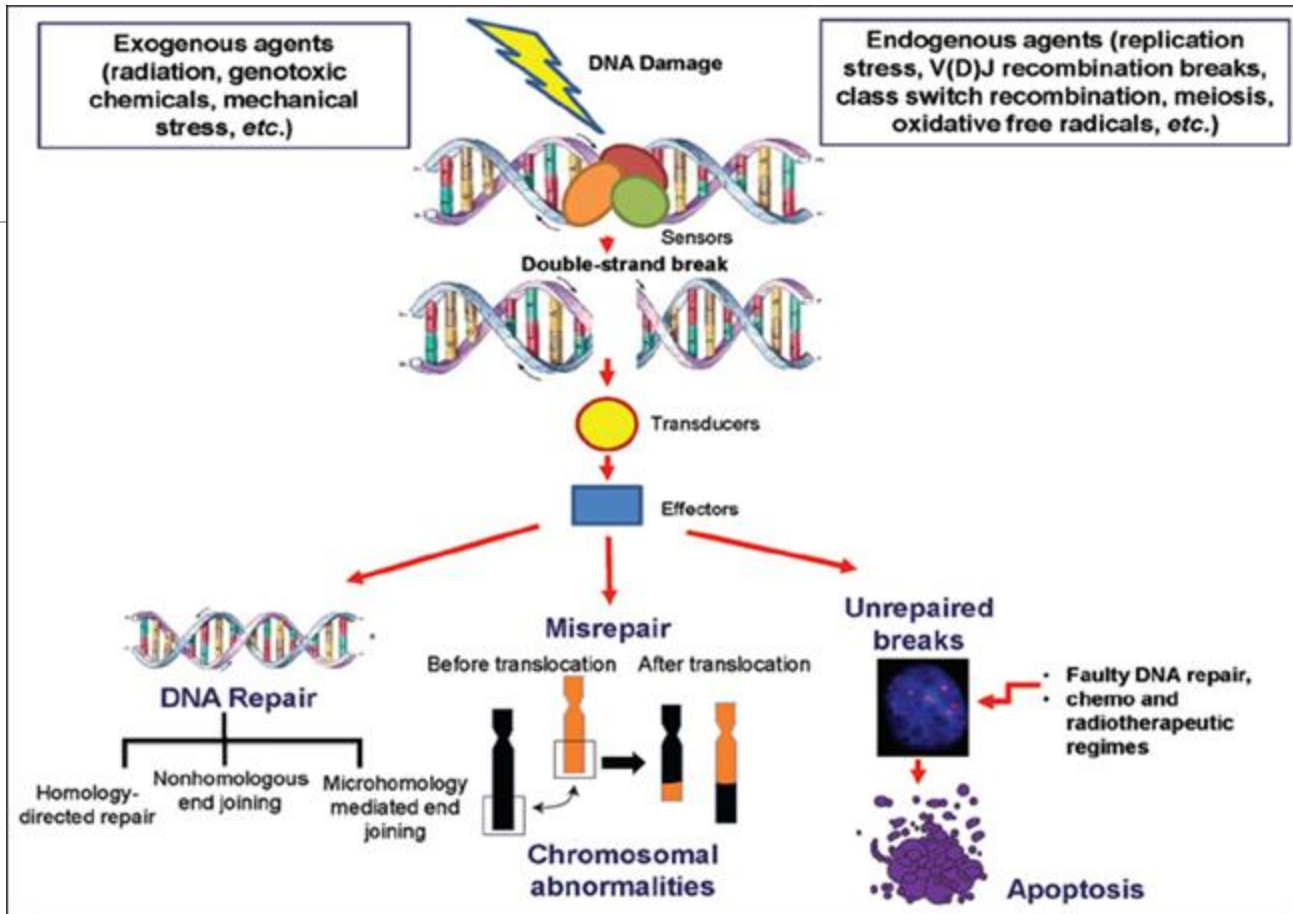 Exogenous agents
(radiation, genotoxic
chemicals, mechanical
stress, etc.)
DNA Damage
Endogenous agents (replication
stress, V(D)J recombination breaks,
class switch recombination, meiosis,
oxidative free radicals, etc.)
Sensors
Double-strand break
Transducers
Effectors
DNA Repair
Homology-
directed repair
Nonhomologous
end joining
Microhomology
mediated end
joining
Misrepair
Before translocation
After translocation
Chromosomal
abnormalities
Unrepaired
breaks
• Faulty DNA repair,
• chemo and
radiotherapeutic
regimes
Apoptosis